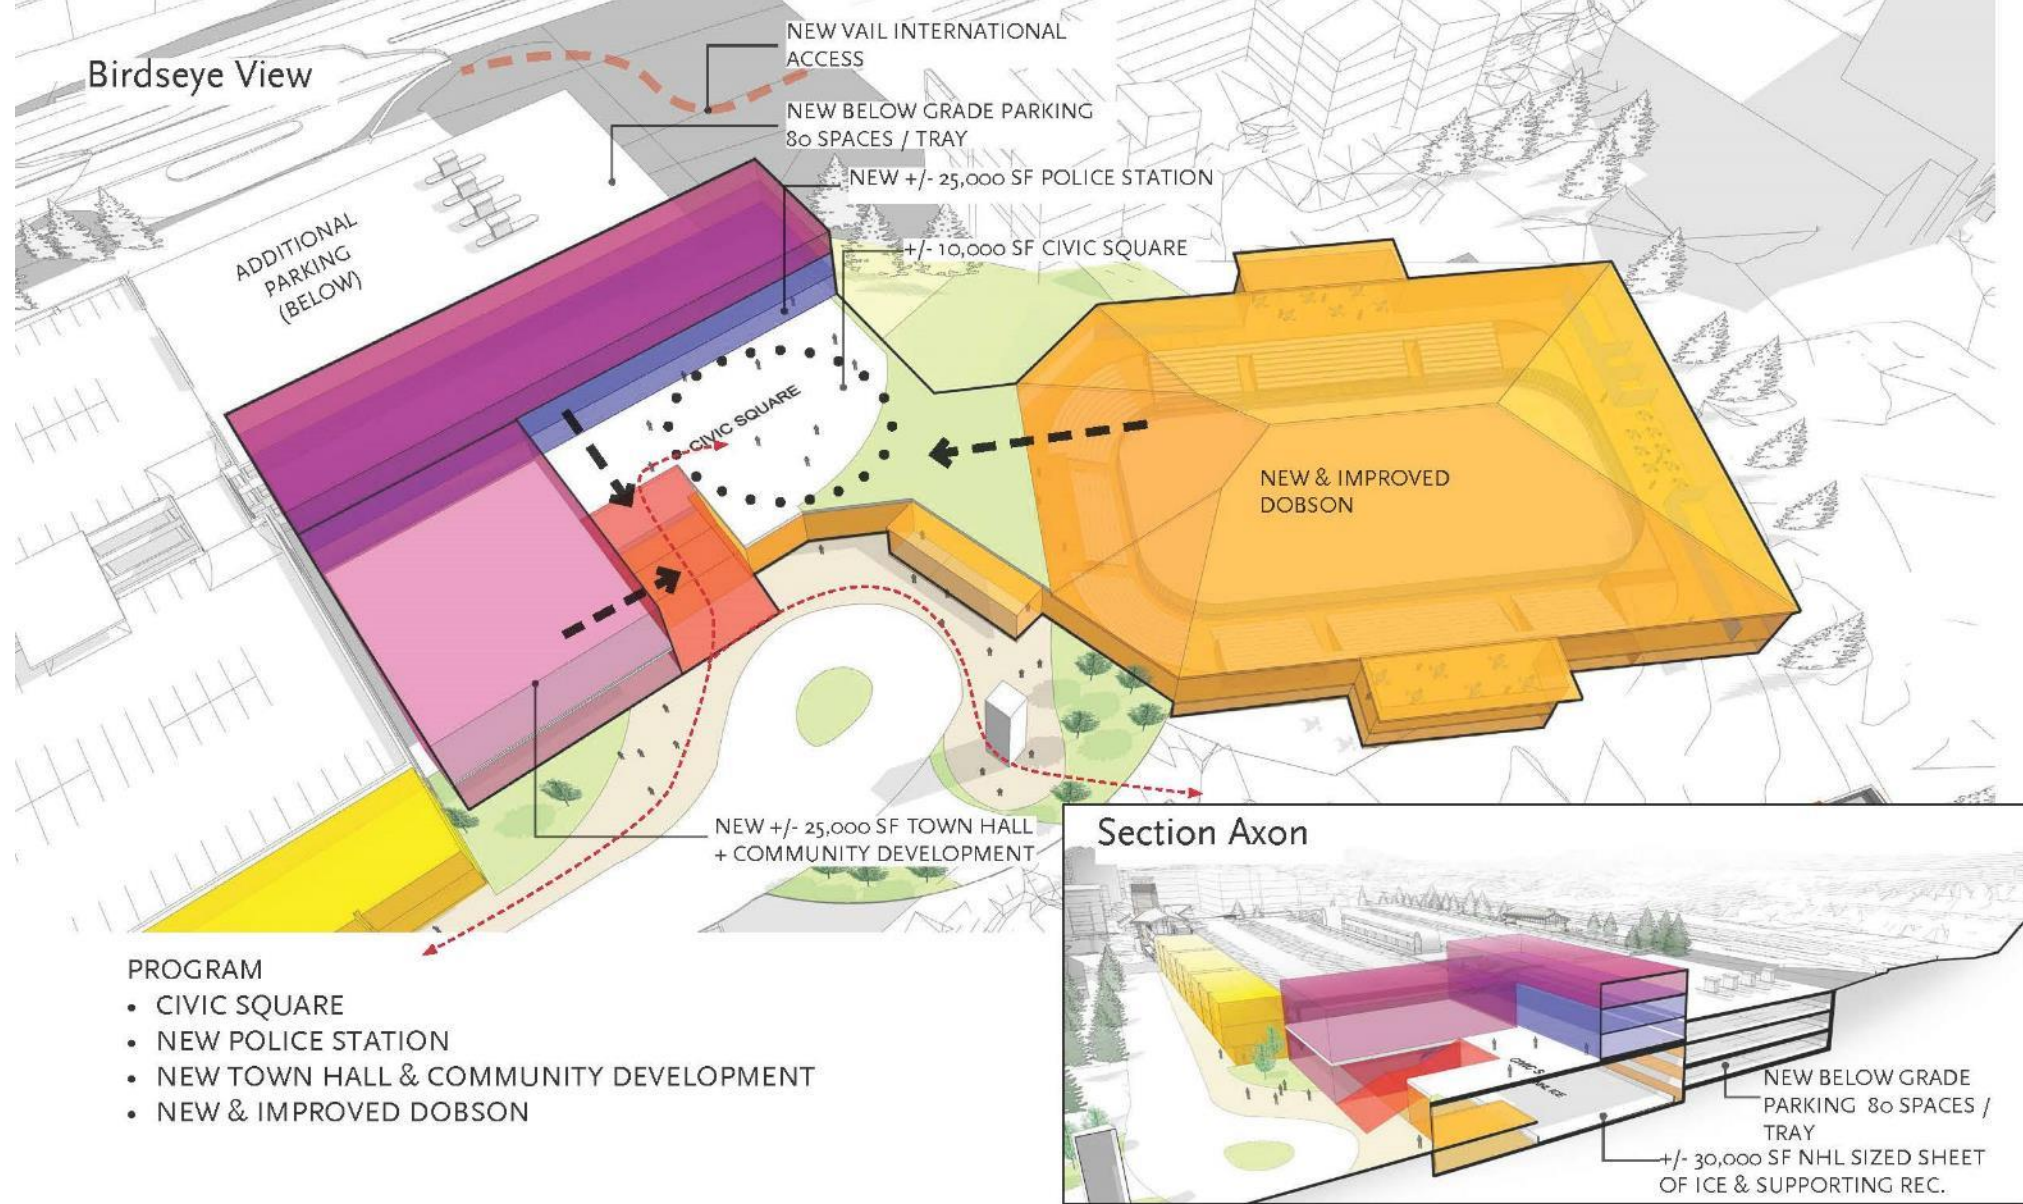 Birdseye View
NEW VAIL INTERNATIONAL
ACCESS
NEW BELOW GRADE PARKING
80 SPACES / TRAY
NEW +/- 25,000 SF POLICE STATION
+/- 10,000 SF CIVIC SQUARE
ADDITIONAL
PARKING
(BELOW)
CIVIC SQUARE
NEW & IMPROVED
DOBSON
NEW +/- 25,000 SF TOWN HALL
+ COMMUNITY DEVELOPMENT
PROGRAM
• CIVIC SQUARE
• NEW POLICE STATION
• NEW TOWN HALL & COMMUNITY DEVELOPMENT
• NEW & IMPROVED DOBSON
Section Axon
NEW BELOW GRADE
PARKING 80 SPACES /
TRAY
+/- 30,000 SF NHL SIZED SHEET
OF ICE & SUPPORTING REC.